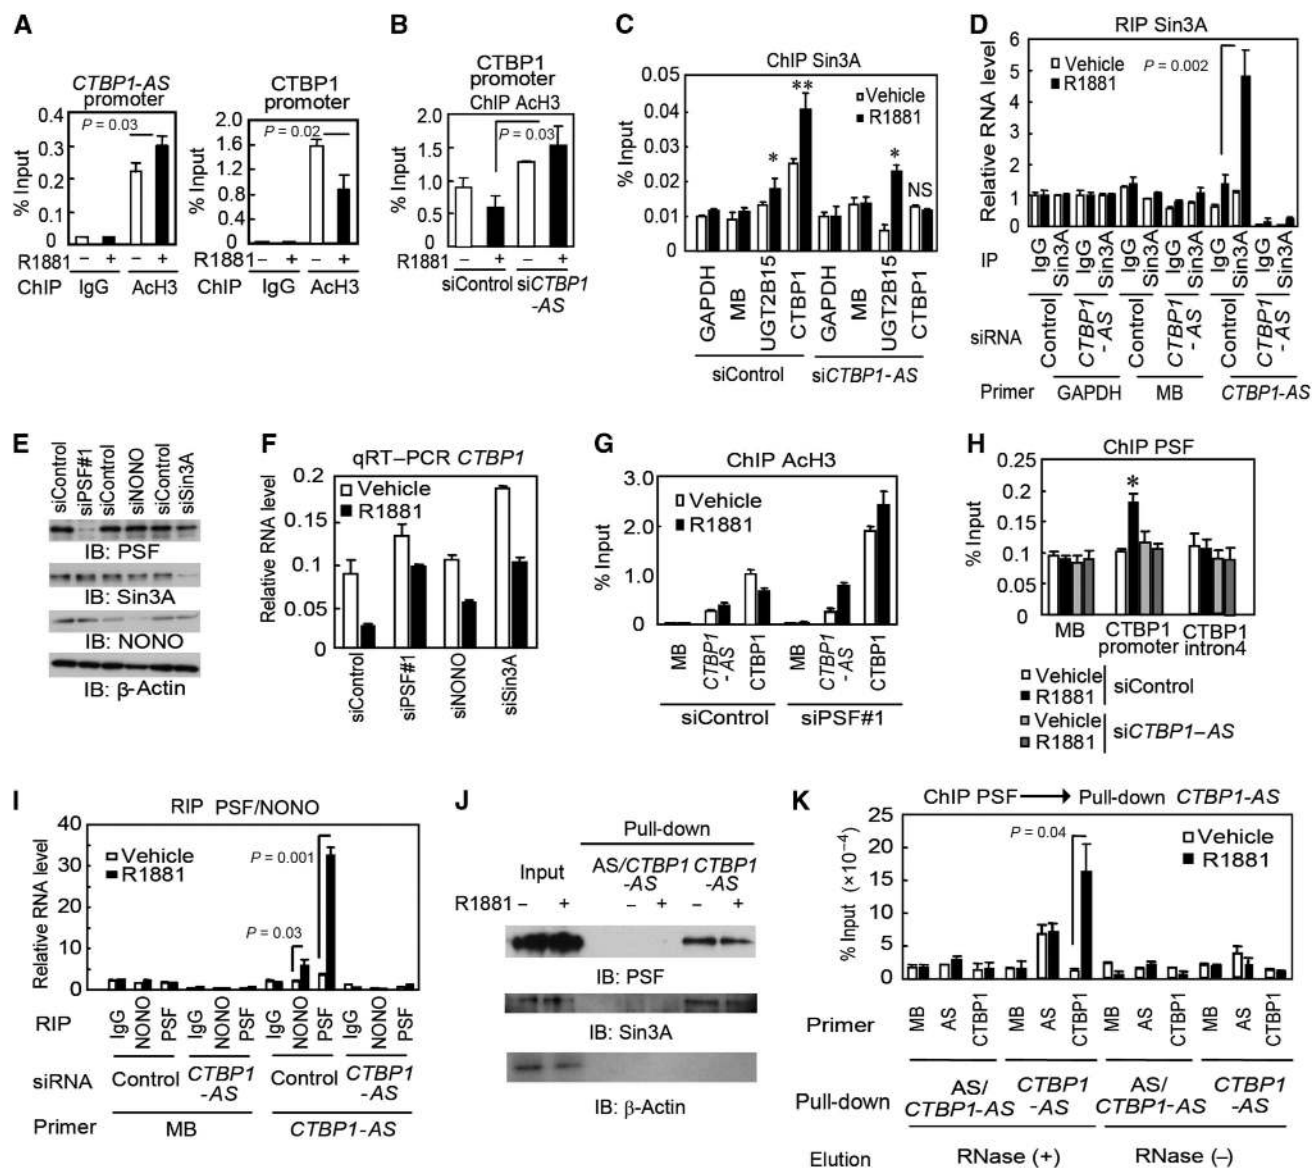 A
CTBP1-AS
promoter
P = 0.03
% Input
0.4
0.3
0.2
0.1
0
R1881 – + – +
ChIP IgG AcH3
CTBP1
promoter
P = 0.02
% Input
2.0
1.6
1.2
0.8
0.4
0
– + – +
IgG AcH3
B
CTBP1
promoter
ChIP AcH3
P = 0.03
% Input
2.0
1.5
1.0
0.5
0
R1881 – + – +
siControl siCTBP1
-AS
C
ChIP Sin3A
Vehicle
R1881
% Input
0.05
0.04
0.03
0.02
0.01
0
* ** * NS
GAPDH MB UGT2B15 CTBP1 GAPDH MB UGT2B15 CTBP1
siControl siCTBP1-AS
D
RIP Sin3A
Vehicle
R1881
P = 0.002
Relative RNA level
6
5
4
3
2
1
0
IP IgG Sin3A IgG Sin3A IgG Sin3A IgG Sin3A IgG Sin3A IgG Sin3A
siRNA Control CTBP1-AS Control CTBP1-AS Control CTBP1-AS
Primer GAPDH MB CTBP1-AS
E
siControl siPSF#1 siControl siNONO siControl siSin3A
IB: PSF
IB: Sin3A
IB: NONO
IB: β-Actin
F
qRT–PCR CTBP1
Vehicle
R1881
Relative RNA level
0.2
0.15
0.1
0.05
0
siControl siPSF#1 siNONO siSin3A
G
ChIP AcH3
Vehicle
R1881
% Input
3.0
2.0
1.0
0
MB CTBP1-AS CTBP1 MB CTBP1-AS CTBP1
siControl siPSF#1
H
ChIP PSF
% Input
0.25
0.2
0.15
0.1
0.05
0
*
MB CTBP1 CTBP1
promoter intron4
Vehicle
R1881 siControl
Vehicle
R1881 siCTBP1–AS
I
RIP PSF/NONO
Vehicle
R1881
P = 0.001
P = 0.03
Relative RNA level
40
30
20
10
0
RIP IgG NONO PSF IgG NONO PSF IgG NONO PSF IgG NONO PSF
siRNA Control CTBP1 Control CTBP1
-AS -AS
Primer MB CTBP1-AS
J
Pull-down
Input AS/CTBP1 CTBP1
-AS -AS
R1881 – + – + – +
IB: PSF
IB: Sin3A
IB: β-Actin
K
ChIP PSF → Pull-down CTBP1-AS
P = 0.04
Vehicle
R1881
% Input (×10⁻⁴)
25
20
15
10
5
0
Primer MB AS CTBP1 MB AS CTBP1 MB AS CTBP1 MB AS CTBP1
Pull-down AS/ CTBP1 AS/ CTBP1
CTBP1-AS -AS CTBP1-AS -AS
Elution RNase (+) RNase (–)